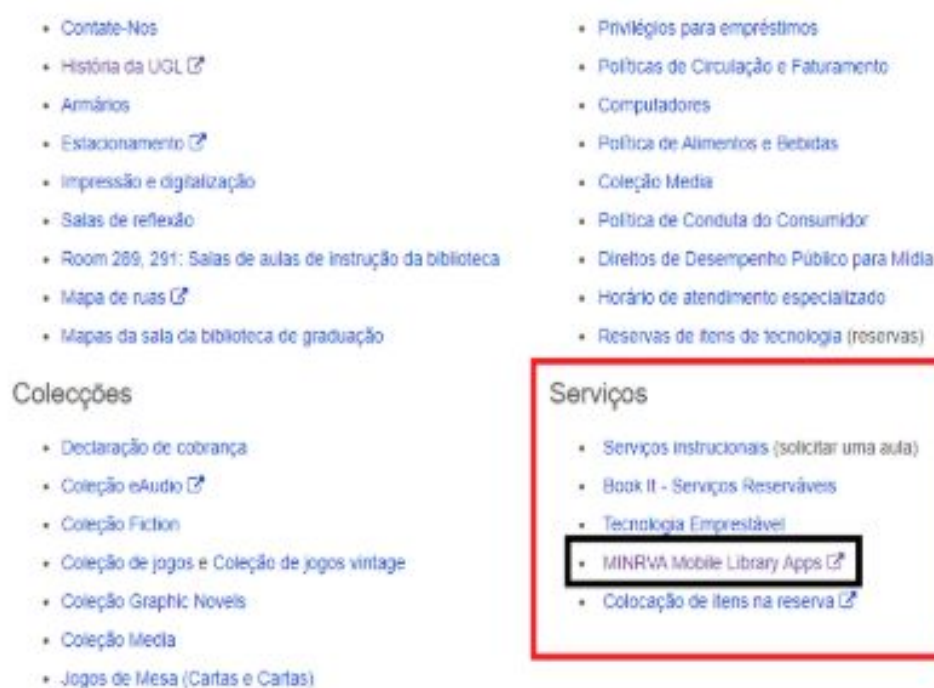 Contate-Nos
História da UGL
Armários
Estacionamento
Impressão e digitalização
Salas de reflexão
Room 289, 291: Salas de aulas de instrução da biblioteca
Mapa de ruas
Mapas da sala da biblioteca de graduação
Privilégios para empréstimos
Políticas de Circulação e Faturamento
Computadores
Política de Alimentos e Bebidas
Coleção Media
Política de Conduta do Consumidor
Direitos de Desempenho Público para Mídia
Horário de atendimento especializado
Reservas de itens de tecnologia (reservas)
Colecções
Declaração de cobrança
Coleção eAudio
Coleção Fiction
Coleção de jogos e Coleção de jogos vintage
Coleção Graphic Novels
Coleção Media
Jogos de Mesa (Cartas e Cartas)
Serviços
Serviços instrucionais (solicitar uma aula)
Book It - Serviços Reserváveis
Tecnologia Emprestável
MINRVA Mobile Library Apps
Colocação de itens na reserva